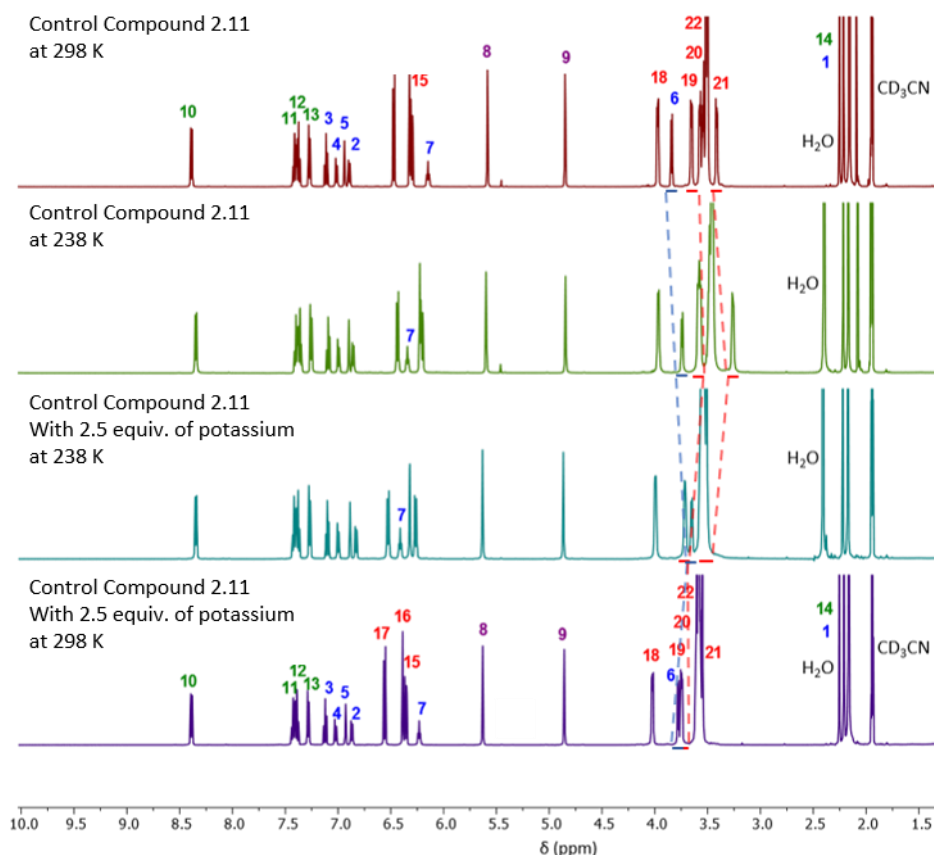 Control Compound 2.11
at 298 K
22
14
8
9
20
1
15
18
19
21
CD3CN
12
6
10
11
13
3
5
H2O
4
2
7
Control Compound 2.11
at 238 K
H2O
7
Control Compound 2.11
With 2.5 equiv. of potassium
at 238 K
H2O
7
Control Compound 2.11
With 2.5 equiv. of potassium
at 298 K
22
14
16
20
1
17
8
9
15
18
19
21
CD3CN
12
6
H2O
10
11
13
3
5
4
2
7
10.0 9.5 9.0 8.5 8.0 7.5 7.0 6.5 6.0 5.5 5.0 4.5 4.0 3.5 3.0 2.5 2.0 1.5
δ (ppm)